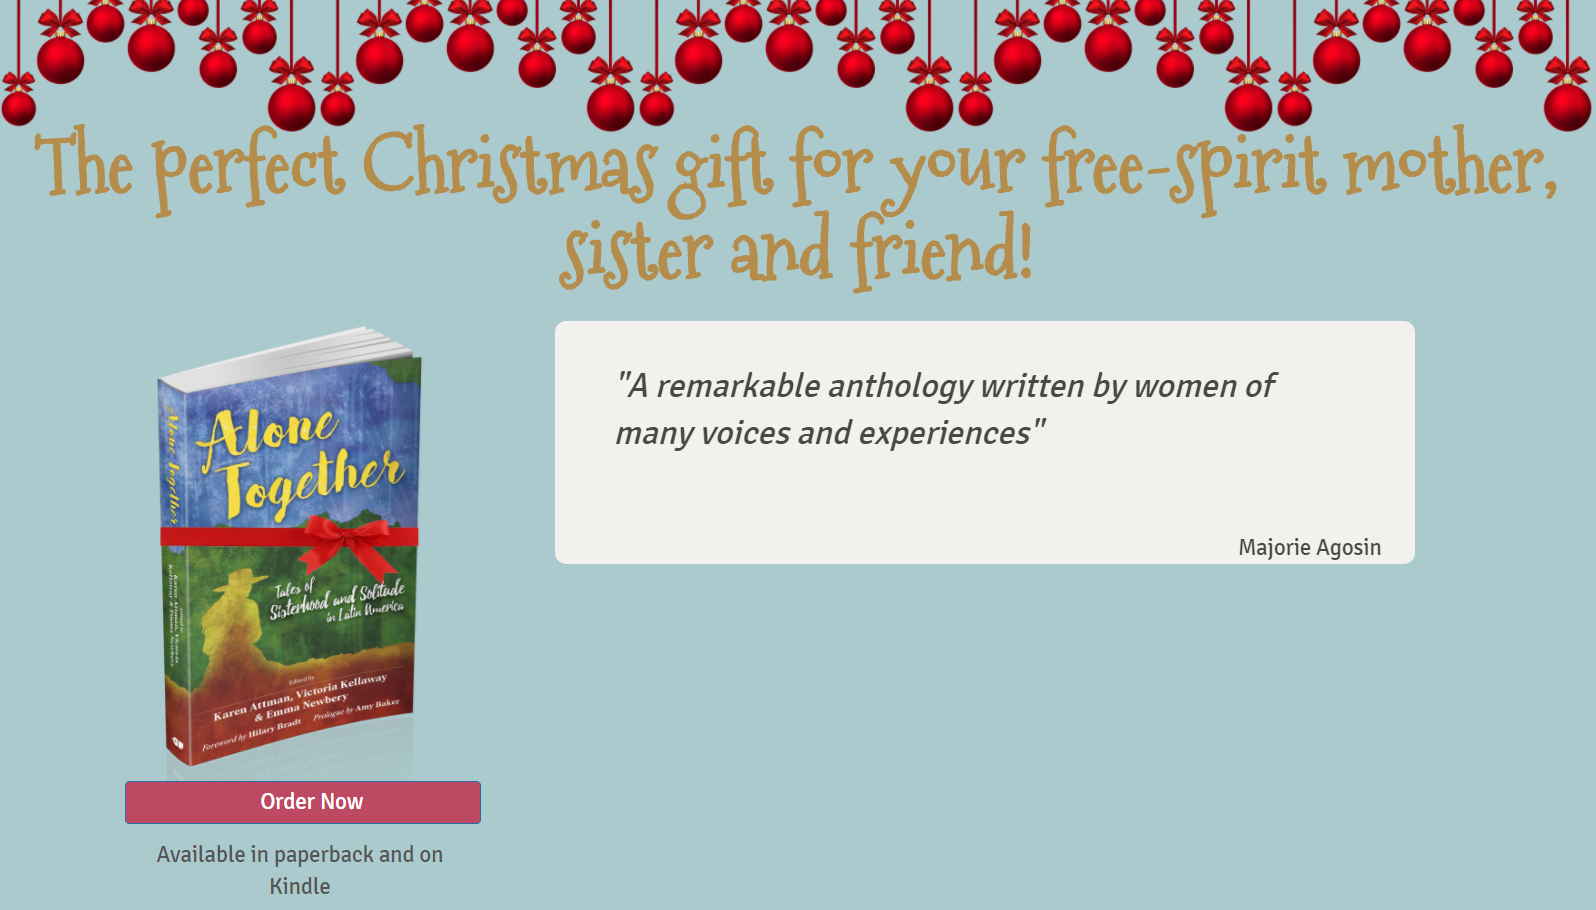 The perfect Christmas gift for your free-spirit mother,
sister and friend!
Alone
Together
Alone Together
Tales of
Sisterhood and Solitude
in Latin America
Edited by
Karen Attman, Victoria Kellaway
& Emma Newbery
Foreword by Hilary Bradt Prologue by Amy Baker
"A remarkable anthology written by women of
many voices and experiences"
Majorie Agosin
Order Now
Available in paperback and on
Kindle